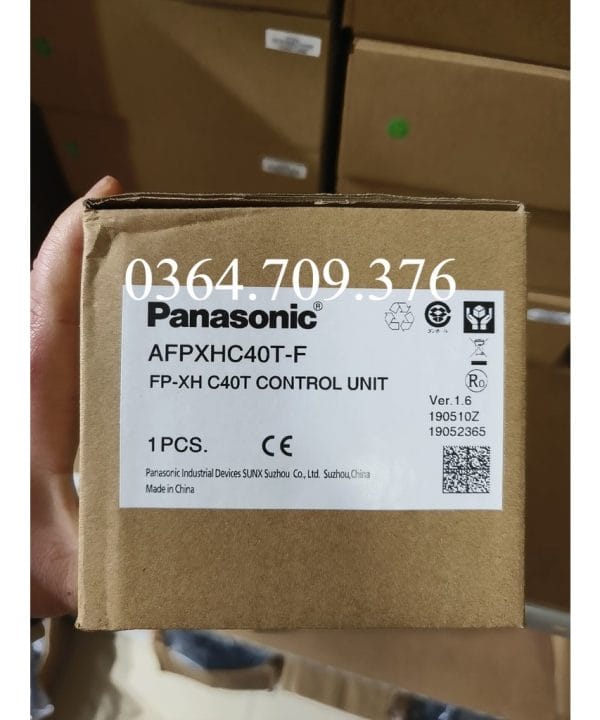 0364.709.376
Panasonic®
AFPXHC40T-F
FP-XH C40T CONTROL UNIT
Ver.1.6
190510Z
19052365
1PCS. CE
Panasonic Industrial Devices SUNX Suzhou Co., Ltd. Suzhou,China
Made in China